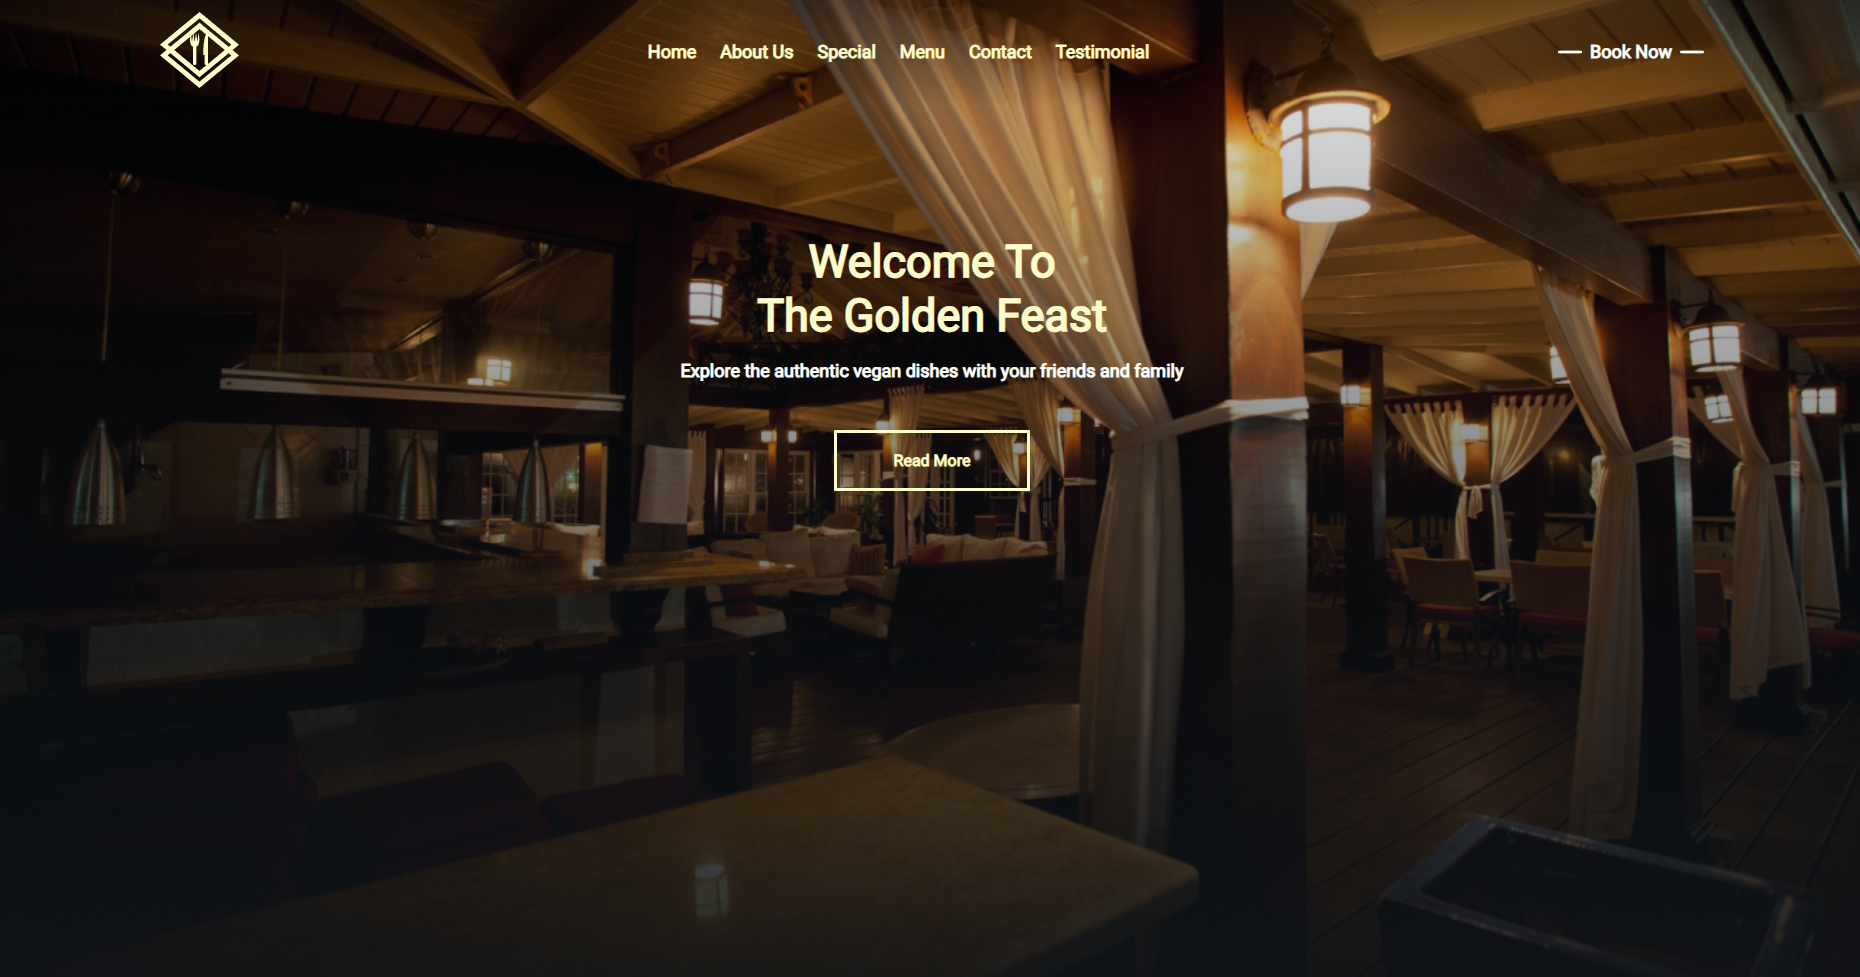 Home About Us Special Menu Contact Testimonial Book Now
Welcome To
The Golden Feast
Explore the authentic vegan dishes with your friends and family
Read More